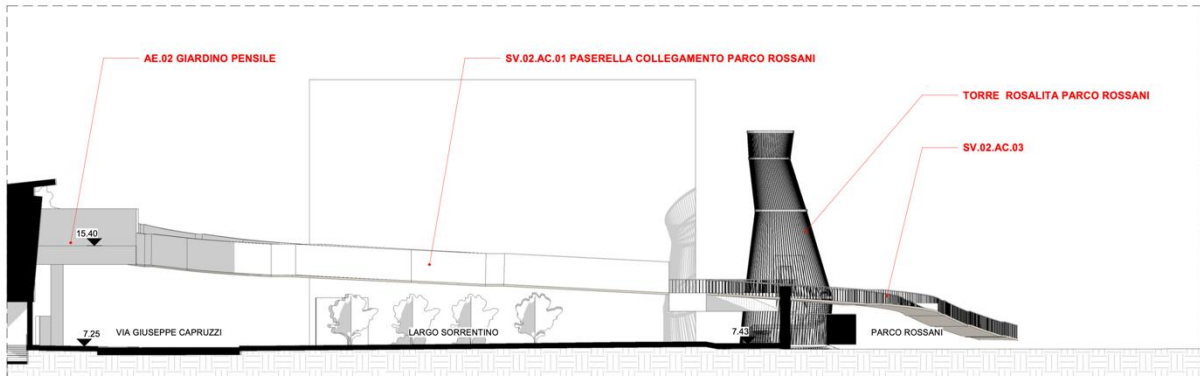 AE.02 GIARDINO PENSILE
SV.02.AC.01 PASERELLA COLLEGAMENTO PARCO ROSSANI
TORRE ROSALITA PARCO ROSSANI
SV.02.AC.03
15.40
7.25
VIA GIUSEPPE CAPRUZZI
LARGO SORRENTINO
7.43
PARCO ROSSANI